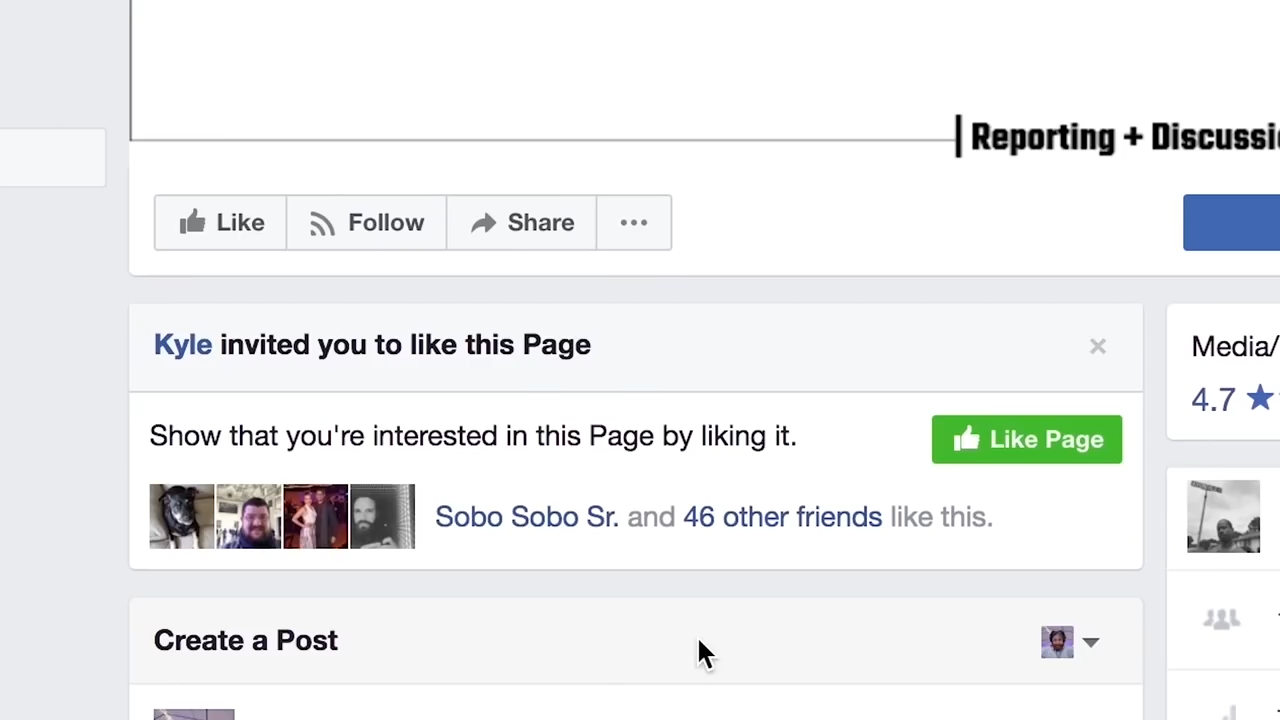 Reporting + Discussi
Like
Follow
Share
Kyle invited you to like this Page
Media/
4.7
Show that you're interested in this Page by liking it.
Like Page
Sobo Sobo Sr. and 46 other friends like this.
Create a Post